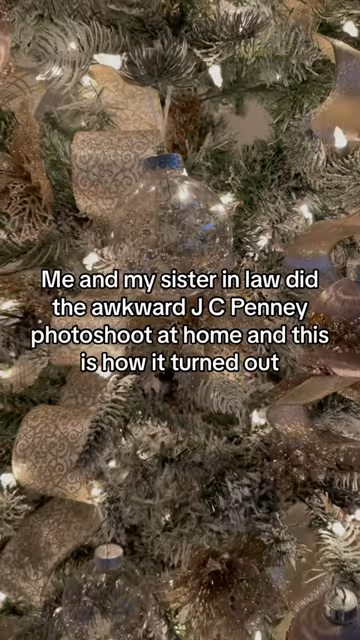 Me and my sister in law did
the awkward J C Penney
photoshoot at home and this
is how it turned out